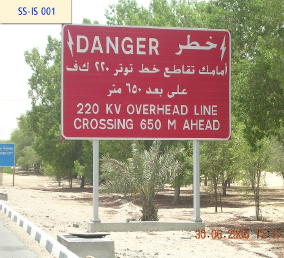 SS-IS 001
DANGER خطر
أمامك تقاطع خط توتر ٢٢٠ ك ف
على بعد ٦٥٠ متر
220 KV OVERHEAD LINE
CROSSING 650 M AHEAD